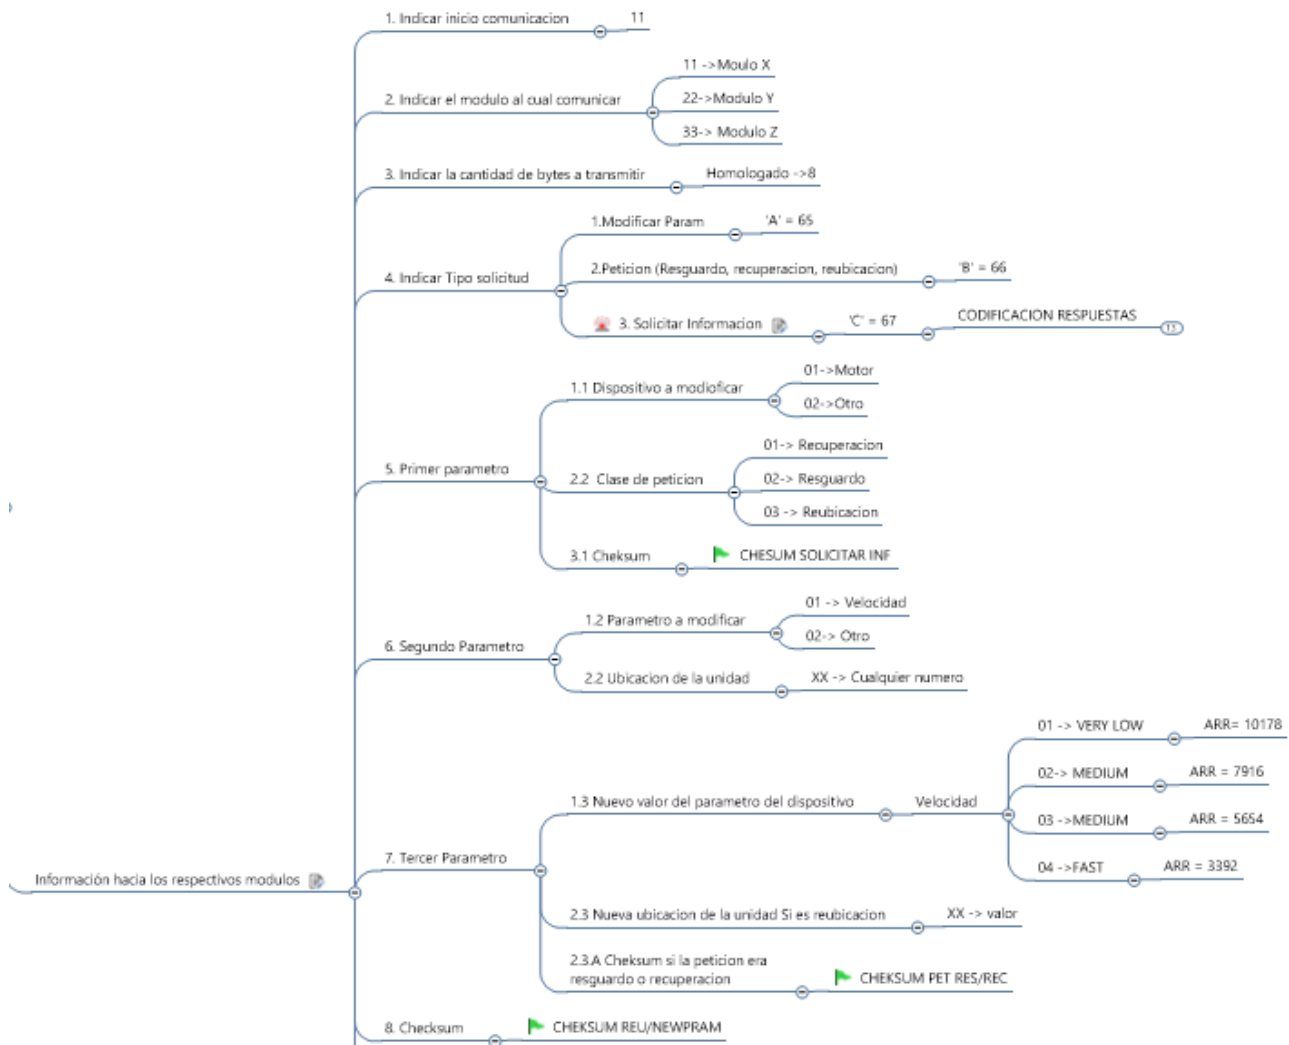 1. Indicar inicio comunicacion
11
2. Indicar el modulo al cual comunicar
11 ->Moulo X
22->Modulo Y
33-> Modulo Z
3. Indicar la cantidad de bytes a transmitir
Homologado ->8
4. Indicar Tipo solicitud
1.Modificar Param
'A' = 65
2.Peticion (Resguardo, recuperacion, reubicacion)
'B' = 66
3. Solicitar Informacion
'C' = 67
CODIFICACION RESPUESTAS
5. Primer parametro
1.1 Dispositivo a modioficar
01->Motor
02->Otro
2.2 Clase de peticion
01-> Recuperacion
02-> Resguardo
03 -> Reubicacion
3.1 Cheksum
CHESUM SOLICITAR INF
6. Segundo Parametro
1.2 Parametro a modificar
01 -> Velocidad
02-> Otro
2.2 Ubicacion de la unidad
XX -> Cualquier numero
Información hacia los respectivos modulos
7. Tercer Parametro
1.3 Nuevo valor del parametro del dispositivo
Velocidad
01 -> VERY LOW
ARR= 10178
02-> MEDIUM
ARR = 7916
03 ->MEDIUM
ARR = 5654
04 ->FAST
ARR = 3392
2.3 Nueva ubicacion de la unidad Si es reubicacion
XX -> valor
2.3.A Cheksum si la peticion era
resguardo o recuperacion
CHEKSUM PET RES/REC
8. Checksum
CHEKSUM REU/NEWPRAM